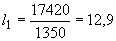 l₁ = 17420/1350 = 12,9